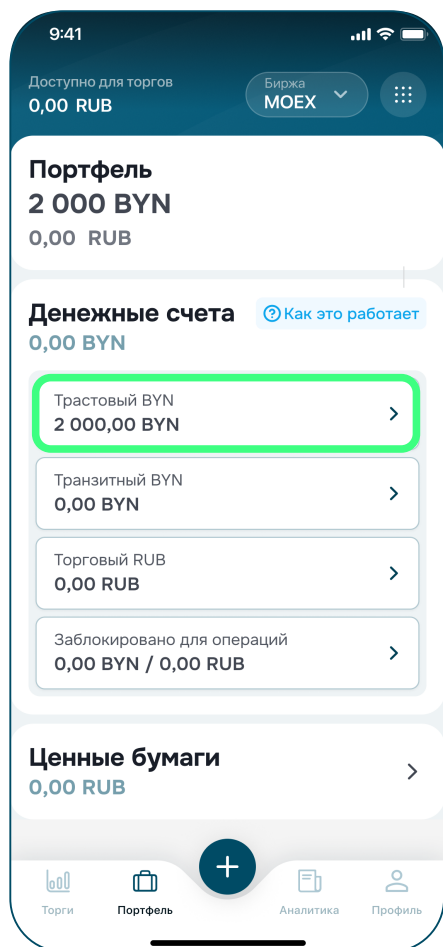 9:41
Доступно для торгов
0,00 RUB
Биржа
MOEX
Портфель
2 000 BYN
0,00 RUB
Денежные счета
Как это работает
0,00 BYN
Трастовый BYN
2 000,00 BYN
Транзитный BYN
0,00 BYN
Торговый RUB
0,00 RUB
Заблокировано для операций
0,00 BYN / 0,00 RUB
Ценные бумаги
0,00 RUB
Торги
Портфель
Аналитика
Профиль